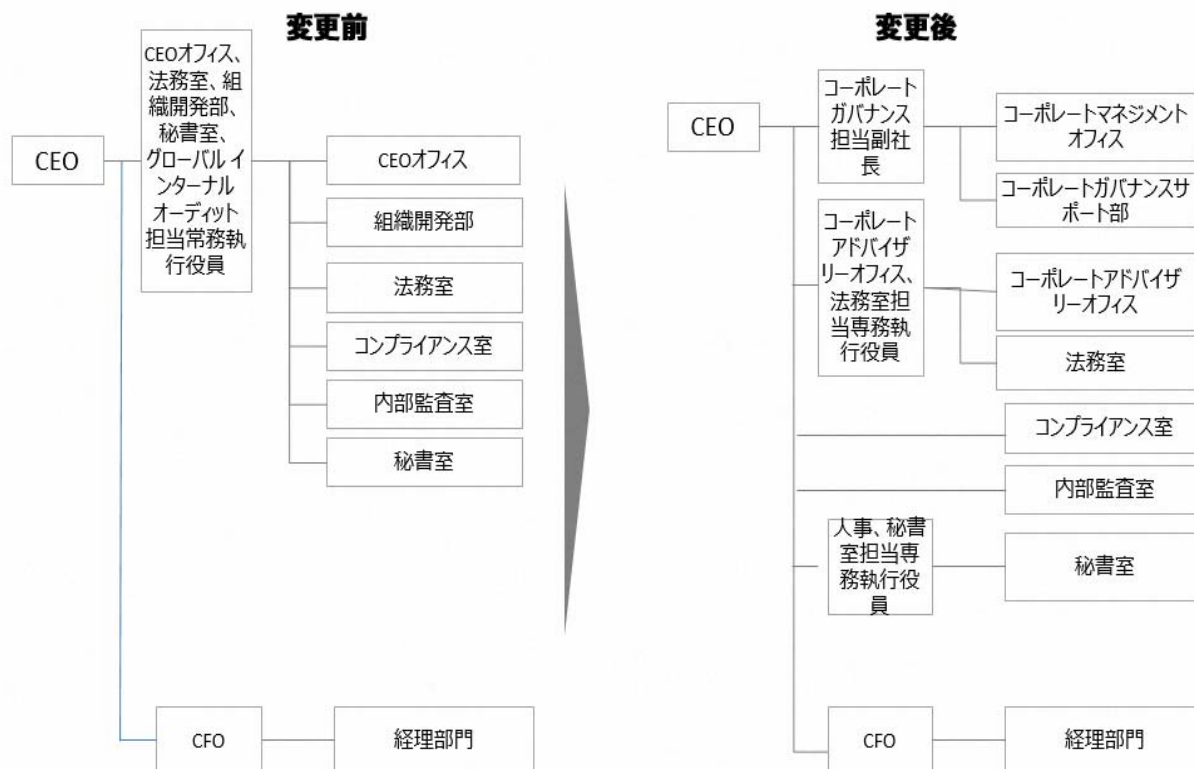 変更前
CEO
CEOオフィス、
法務室、組
織開発部、
秘書室、
グローバル イ
ンターナル
オーディット
担当常務執
行役員
CEOオフィス
組織開発部
法務室
コンプライアンス室
内部監査室
秘書室
CFO
経理部門
変更後
CEO
コーポレート
ガバナンス
担当副社
長
コーポレートマネジメント
オフィス
コーポレートガバナンスサ
ポート部
コーポレート
アドバイザ
リーオフィス、
法務室担
当専務執
行役員
コーポレートアドバイザ
リーオフィス
法務室
コンプライアンス室
内部監査室
人事、秘書
室担当専
務執行役
員
秘書室
CFO
経理部門